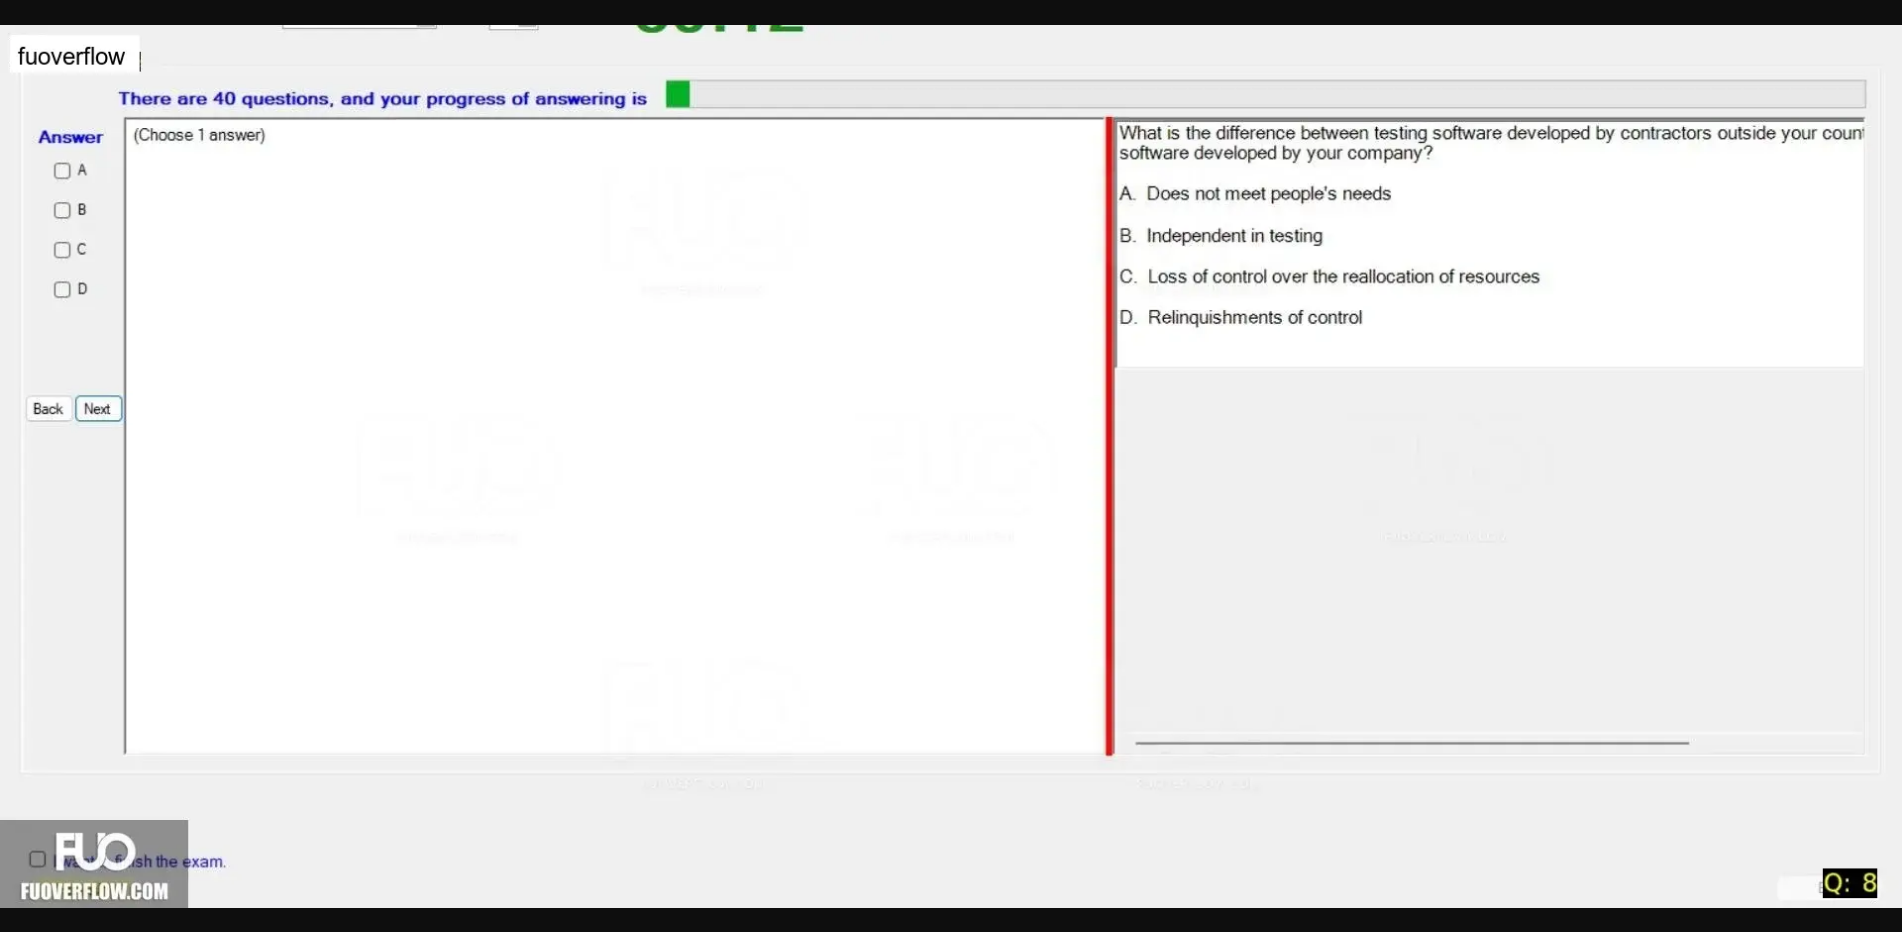 fuoverflow
There are 40 questions, and your progress of answering is
Answer
(Choose 1 answer)
A
B
C
D
Back
Next
What is the difference between testing software developed by contractors outside your count
software developed by your company?
A. Does not meet people's needs
B. Independent in testing
C. Loss of control over the reallocation of resources
D. Relinquishments of control
the exam.
FUO
FUOVERFLOW.COM
Q: 8